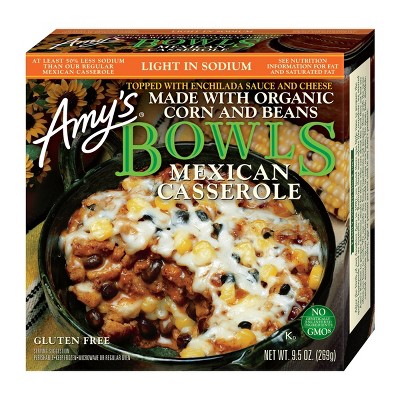 AT LEAST 50% LESS SODIUM
THAN OUR REGULAR
MEXICAN CASSEROLE
LIGHT IN SODIUM
SEE NUTRITION
INFORMATION FOR FAT
AND SATURATED FAT
TOPPED WITH ENCHILADA SAUCE AND CHEESE
Amy's®
MADE WITH ORGANIC
CORN AND BEANS
BOWLS
MEXICAN
CASSEROLE
NO
GMOs
GLUTEN FREE
K
NET WT. 9.5 OZ. (269g)